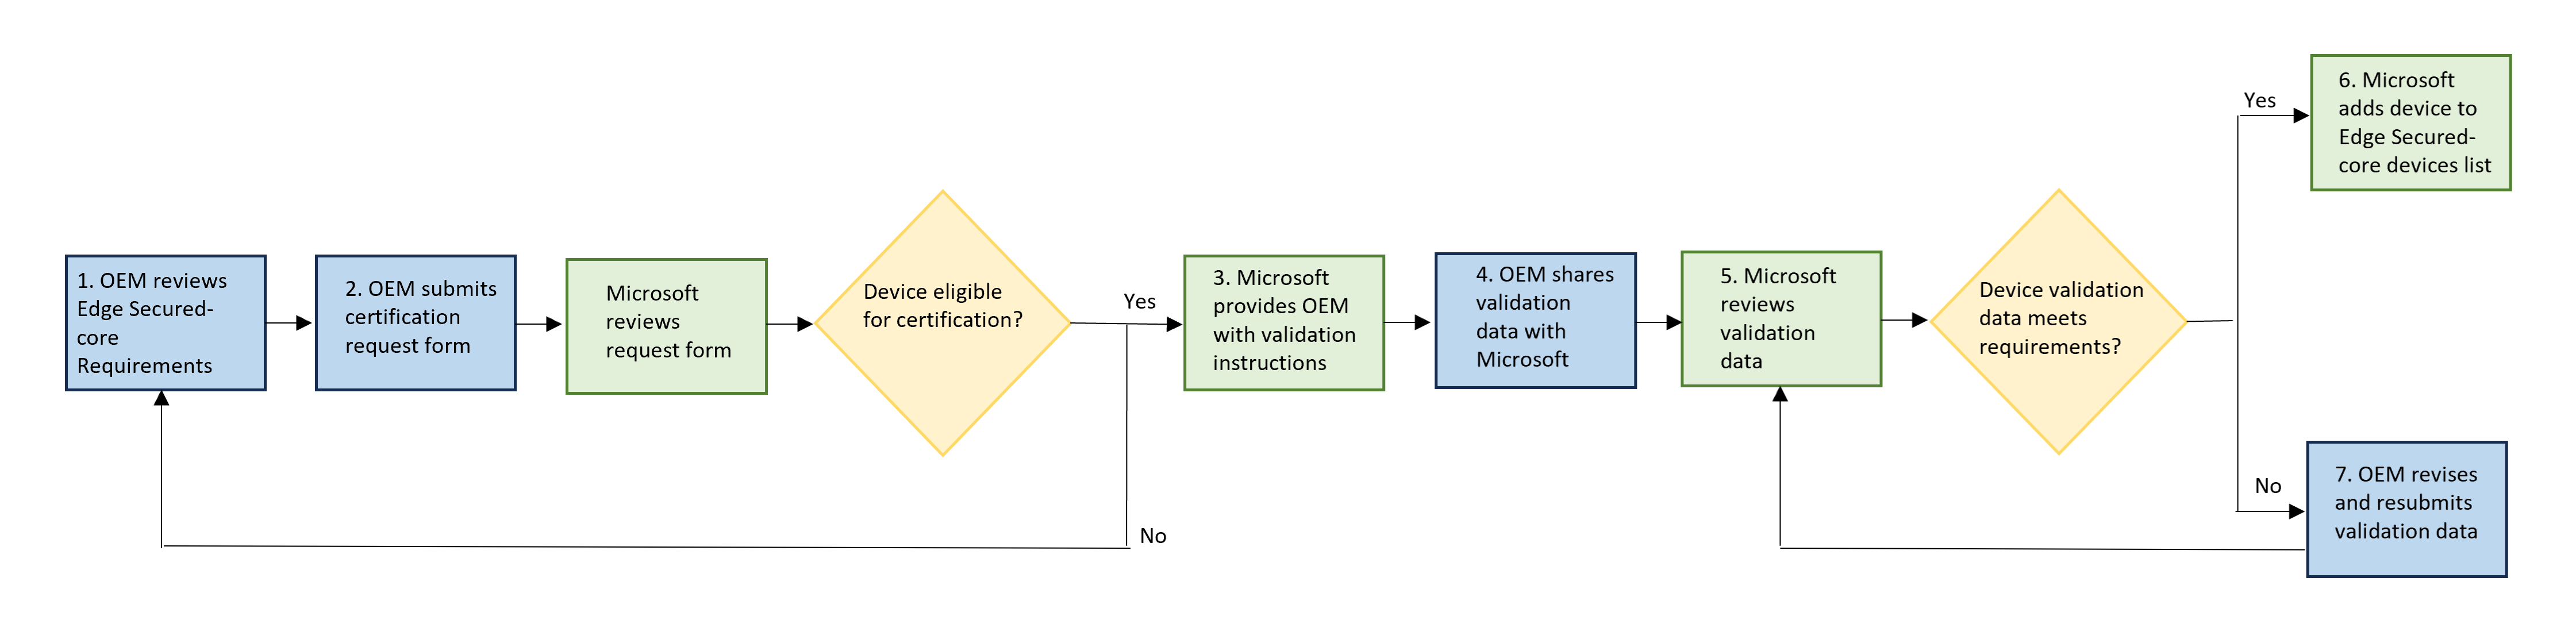 1. OEM reviews
Edge Secured-
core
Requirements
2. OEM submits
certification
request form
Microsoft
reviews
request form
Device eligible
for certification?
Yes
No
3. Microsoft
provides OEM
with validation
instructions
4. OEM shares
validation
data with
Microsoft
5. Microsoft
reviews
validation
data
Device validation
data meets
requirements?
Yes
6. Microsoft
adds device to
Edge Secured-
core devices list
No
7. OEM revises
and resubmits
validation data